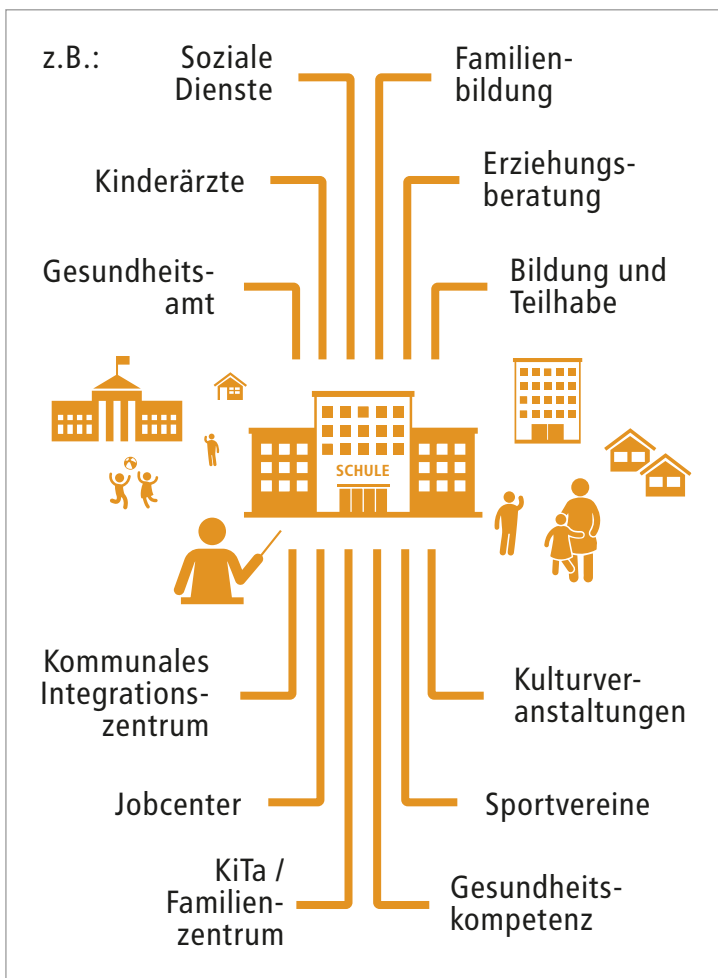 z.B.:
Soziale
Dienste
Familien-
bildung
Kinderärzte
Erziehungs-
beratung
Gesundheits-
amt
Bildung und
Teilhabe
SCHULE
Kommunales
Integrations-
zentrum
Kulturver-
anstaltungen
Jobcenter
Sportvereine
KiTa /
Familien-
zentrum
Gesundheits-
kompetenz